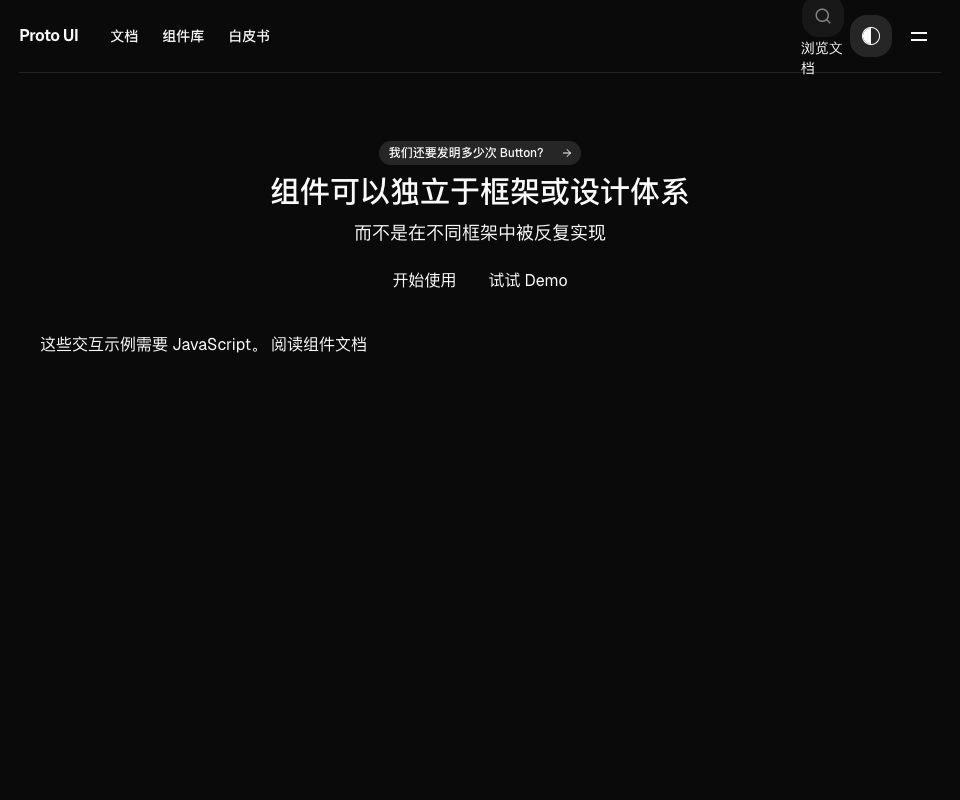 Proto UI
文档
组件库
白皮书
浏览文
档
我们还要发明多少次 Button?
组件可以独立于框架或设计体系
而不是在不同框架中被反复实现
开始使用
试试 Demo
这些交互示例需要 JavaScript。 阅读组件文档